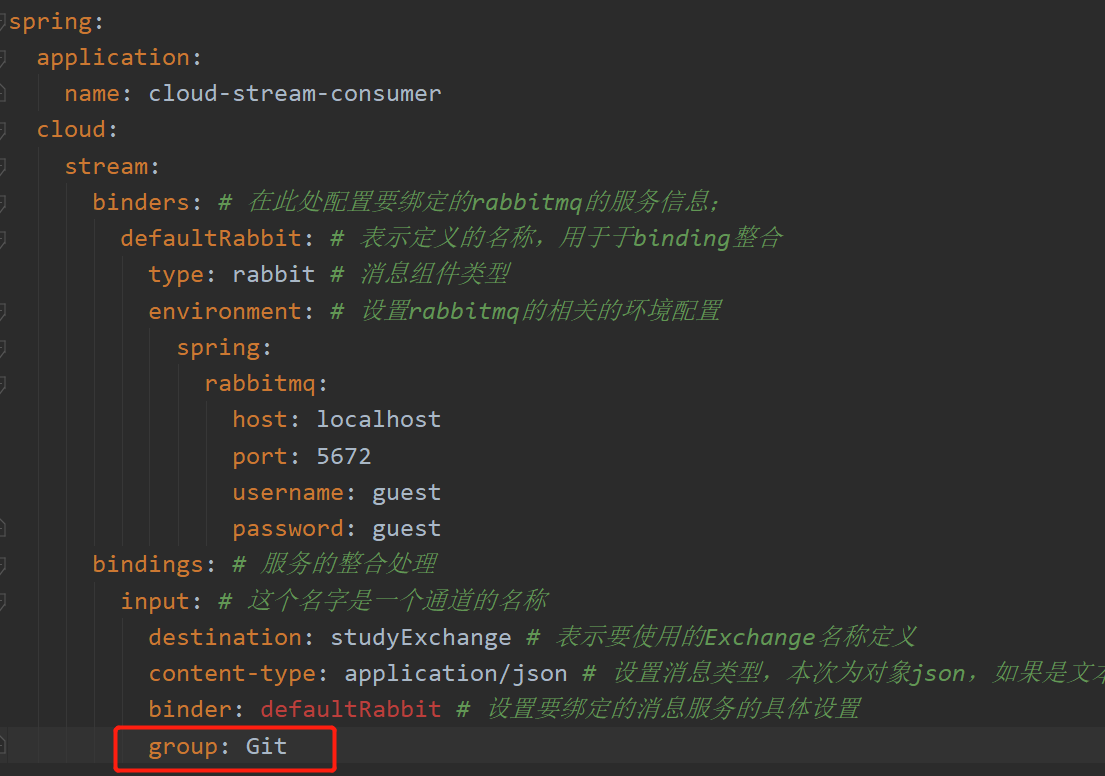 spring:
application:
name: cloud-stream-consumer
cloud:
stream:
binders: # 在此处配置要绑定的rabbitmq的服务信息;
defaultRabbit: # 表示定义的名称，用于于binding整合
type: rabbit # 消息组件类型
environment: # 设置rabbitmq的相关的环境配置
spring:
rabbitmq:
host: localhost
port: 5672
username: guest
password: guest
bindings: # 服务的整合处理
input: # 这个名字是一个通道的名称
destination: studyExchange # 表示要使用的Exchange名称定义
content-type: application/json # 设置消息类型，本次为对象json，如果是文本
binder: defaultRabbit # 设置要绑定的消息服务的具体设置
group: Git